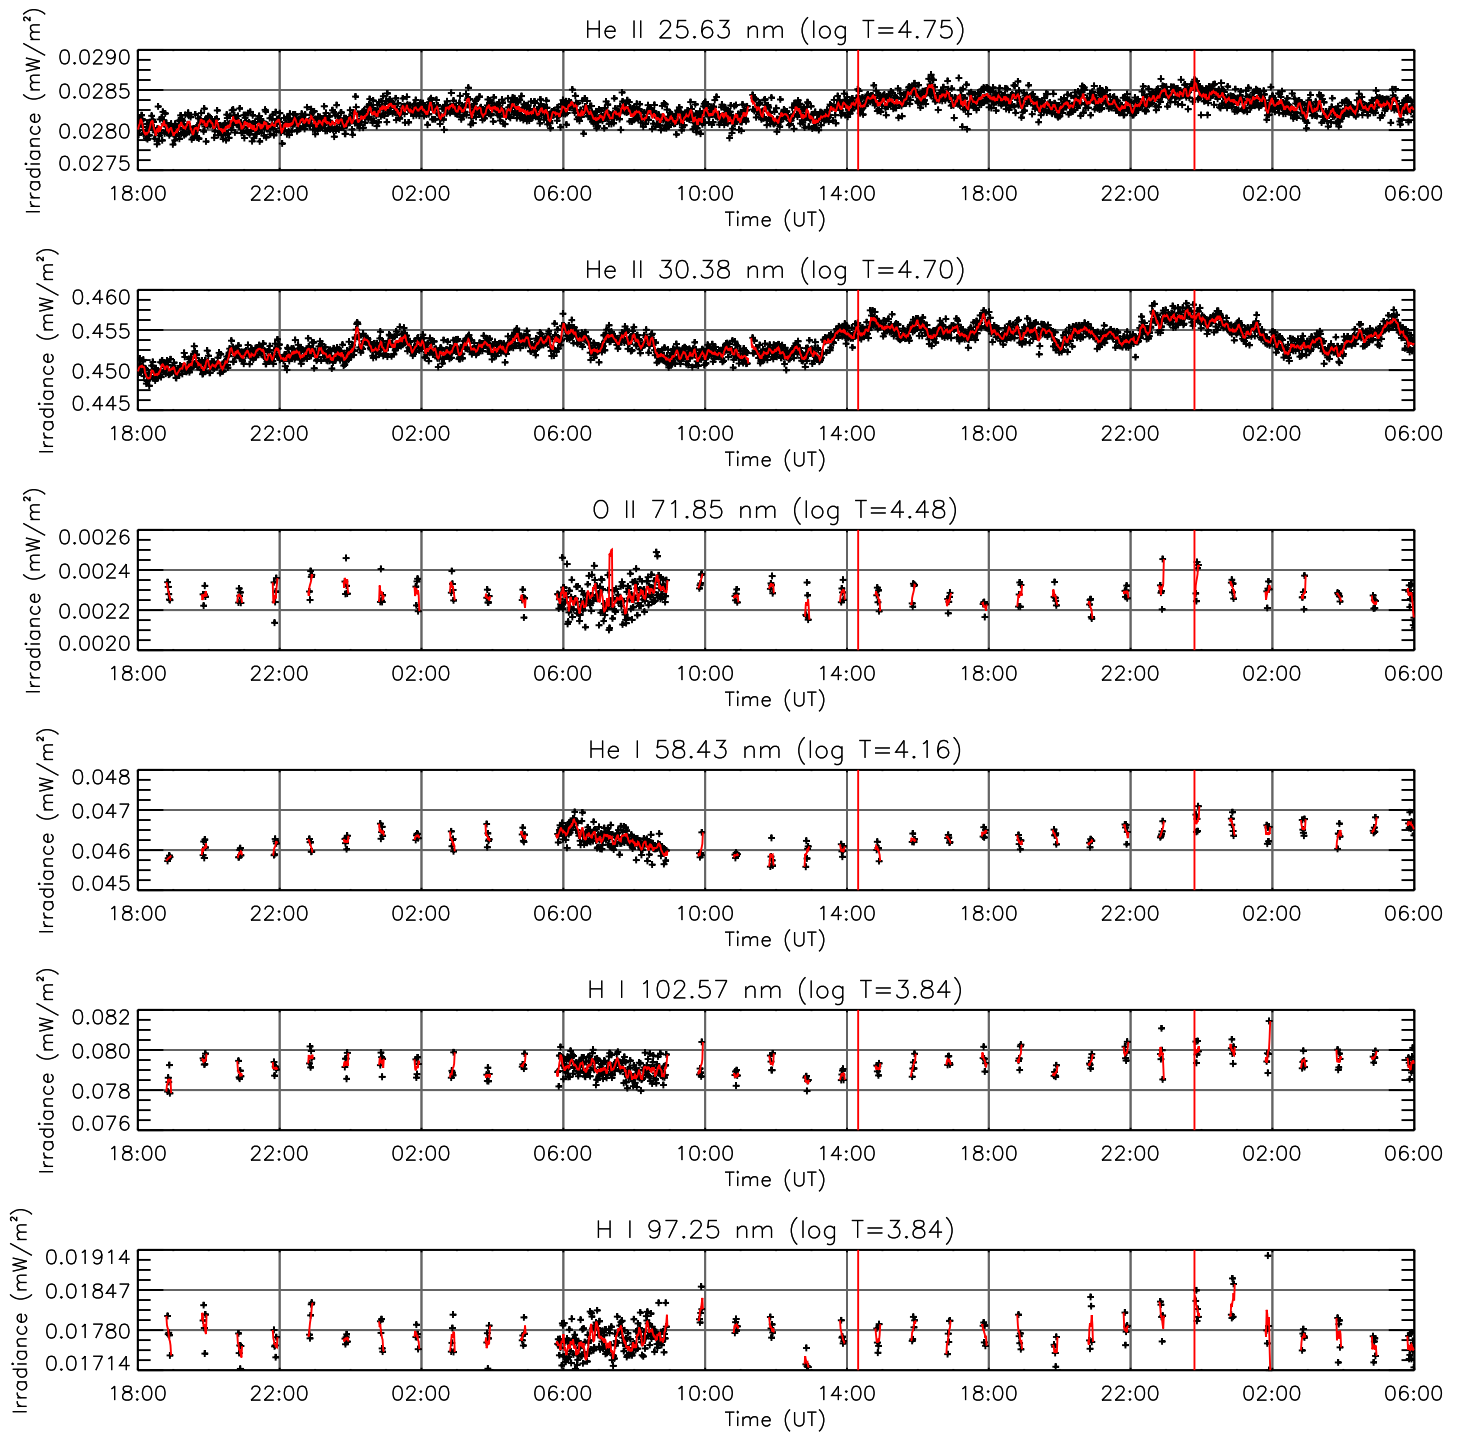 He II 25.63 nm (log T=4.75)
Irradiance (mW/m²)
0.0290
0.0285
0.0280
0.0275
18:00 22:00 02:00 06:00 10:00 14:00 18:00 22:00 02:00 06:00
Time (UT)
He II 30.38 nm (log T=4.70)
Irradiance (mW/m²)
0.460
0.455
0.450
0.445
18:00 22:00 02:00 06:00 10:00 14:00 18:00 22:00 02:00 06:00
Time (UT)
O II 71.85 nm (log T=4.48)
Irradiance (mW/m²)
0.0026
0.0024
0.0022
0.0020
18:00 22:00 02:00 06:00 10:00 14:00 18:00 22:00 02:00 06:00
Time (UT)
He I 58.43 nm (log T=4.16)
Irradiance (mW/m²)
0.048
0.047
0.046
0.045
18:00 22:00 02:00 06:00 10:00 14:00 18:00 22:00 02:00 06:00
Time (UT)
H I 102.57 nm (log T=3.84)
Irradiance (mW/m²)
0.082
0.080
0.078
0.076
18:00 22:00 02:00 06:00 10:00 14:00 18:00 22:00 02:00 06:00
Time (UT)
H I 97.25 nm (log T=3.84)
Irradiance (mW/m²)
0.01914
0.01847
0.01780
0.01714
18:00 22:00 02:00 06:00 10:00 14:00 18:00 22:00 02:00 06:00
Time (UT)